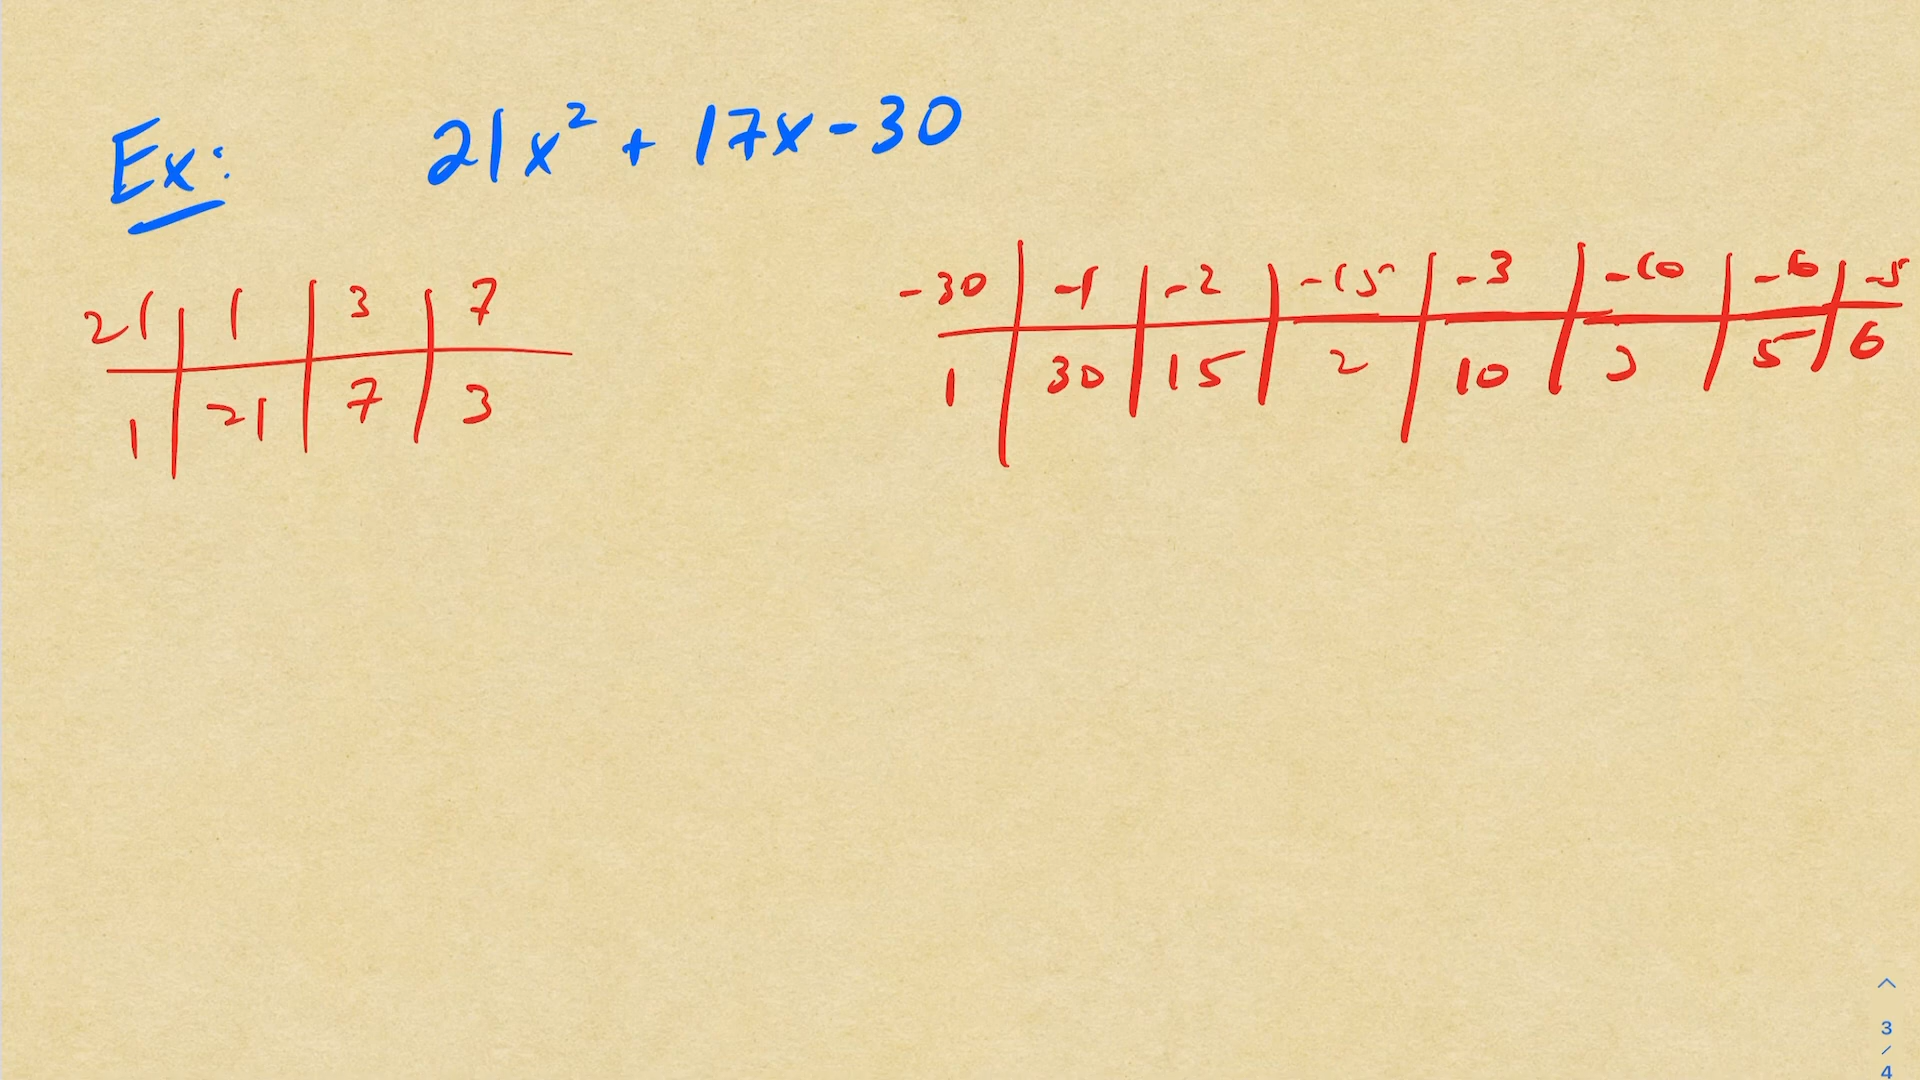 Ex: 21x² + 17x - 30
21 | 1 | 3 | 7
1 | 21 | 7 | 3
-30 | -1 | -2 | -15 | -3 | -10 | -6 | -5
1 | 30 | 15 | 2 | 10 | 3 | 5 | 6
3
/
4